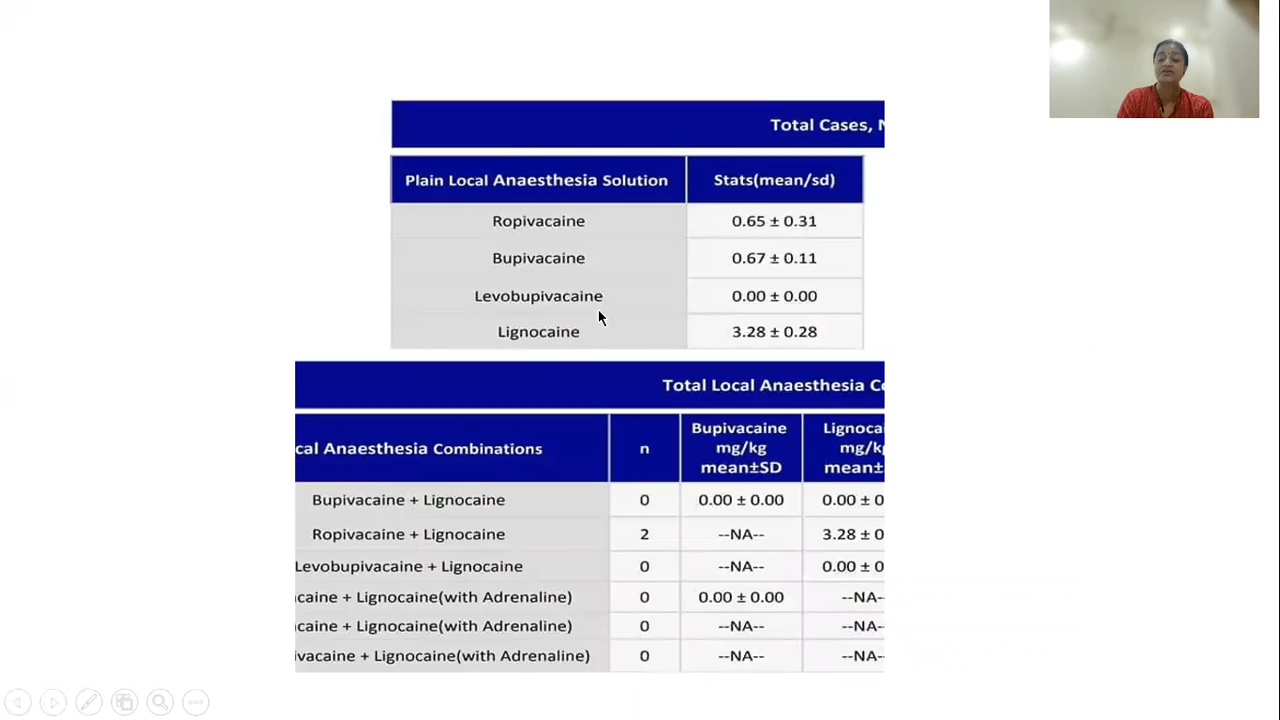 Total Cases,
Plain Local Anaesthesia Solution Stats(mean/sd)
Ropivacaine 0.65 ± 0.31
Bupivacaine 0.67 ± 0.11
Levobupivacaine 0.00 ± 0.00
Lignocaine 3.28 ± 0.28
Total Local Anaesthesia
Anaesthesia Combinations n Bupivacaine mg/kg mean±SD
Bupivacaine + Lignocaine 0 0.00 ± 0.00 0.00 ± 0
Ropivacaine + Lignocaine 2 --NA-- 3.28 ± 0
Levobupivacaine + Lignocaine 0 --NA-- 0.00 ± 0
caine + Lignocaine(with Adrenaline) 0 0.00 ± 0.00 --NA-
caine + Lignocaine(with Adrenaline) 0 --NA-- --NA-
vacaine + Lignocaine(with Adrenaline) 0 --NA-- --NA-